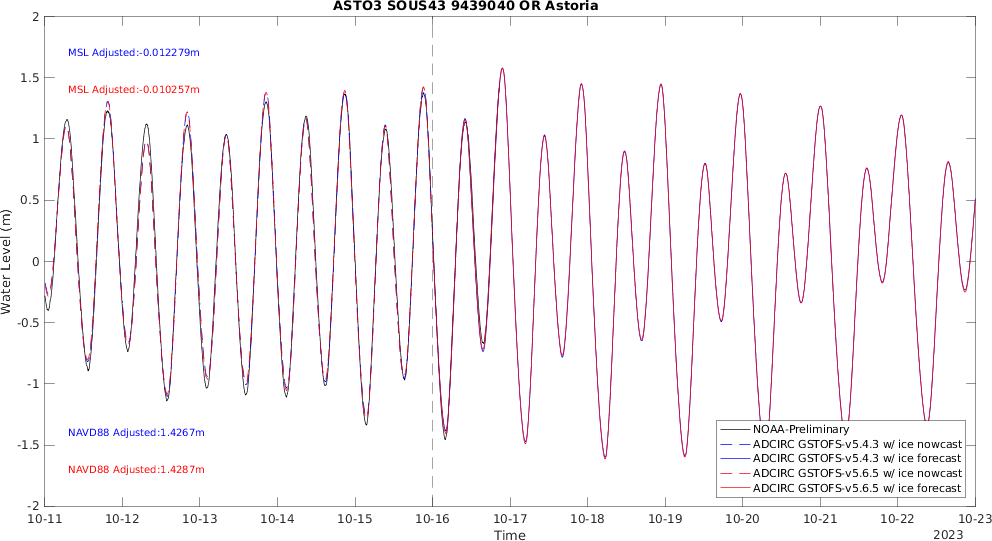 ASTO3 SOUS43 9439040 OR Astoria
2
1.5
1
0.5
0
-0.5
-1
-1.5
-2
Water Level (m)
MSL Adjusted:-0.012279m
MSL Adjusted:-0.010257m
NAVD88 Adjusted:1.4267m
NAVD88 Adjusted:1.4287m
NOAA-Preliminary
ADCIRC GSTOFS-v5.4.3 w/ ice nowcast
ADCIRC GSTOFS-v5.4.3 w/ ice forecast
ADCIRC GSTOFS-v5.6.5 w/ ice nowcast
ADCIRC GSTOFS-v5.6.5 w/ ice forecast
10-11 10-12 10-13 10-14 10-15 10-16 10-17 10-18 10-19 10-20 10-21 10-22 10-23
Time
2023